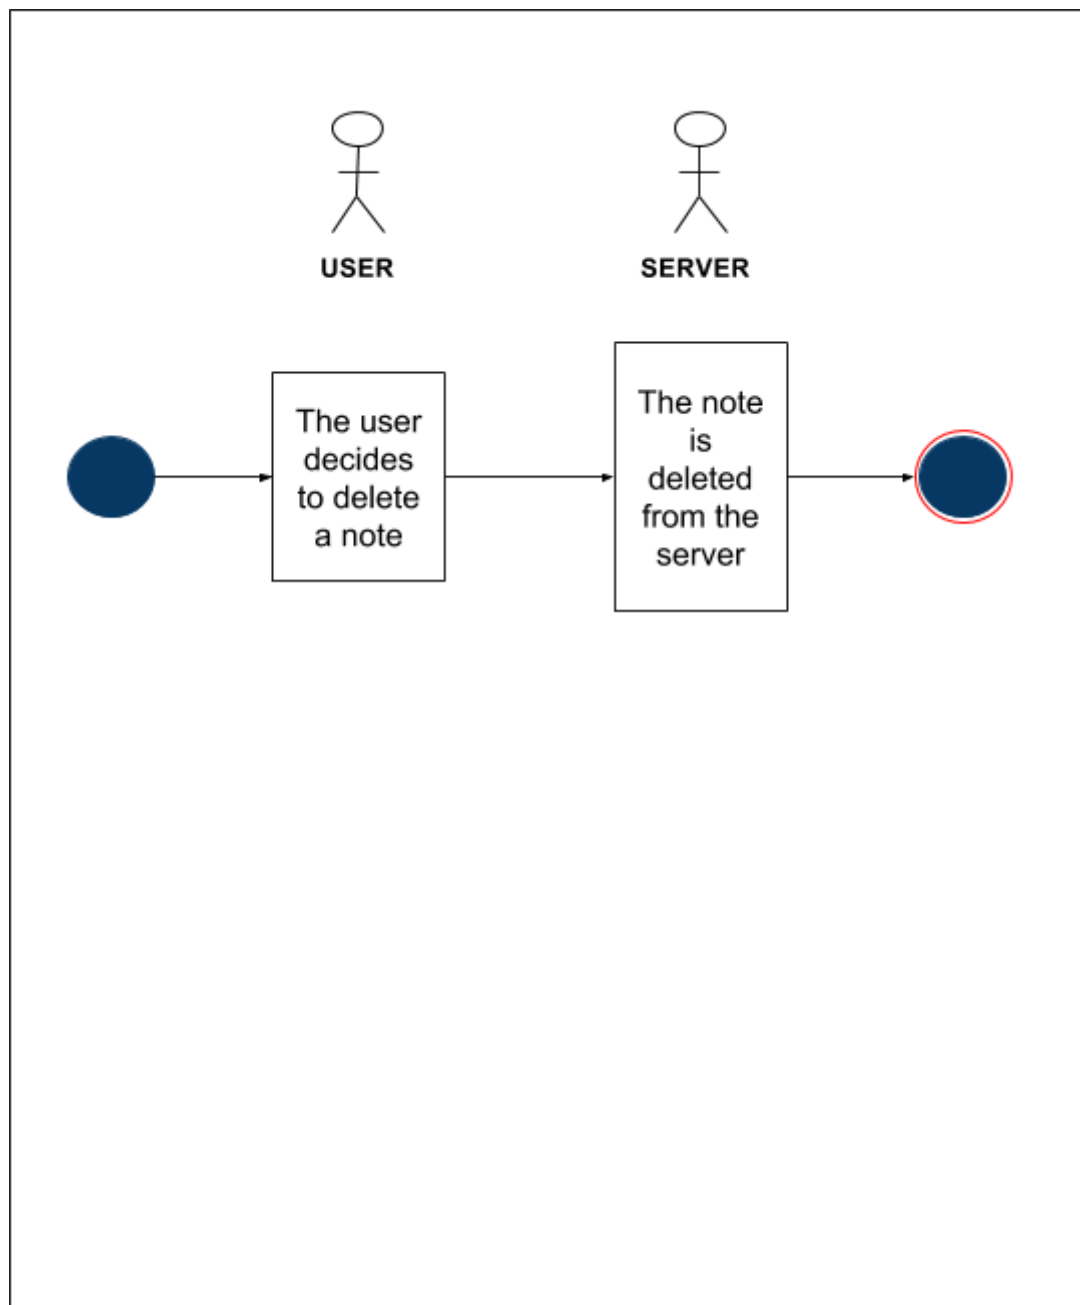 USER
SERVER
The user
decides
to delete
a note
The note
is
deleted
from the
server